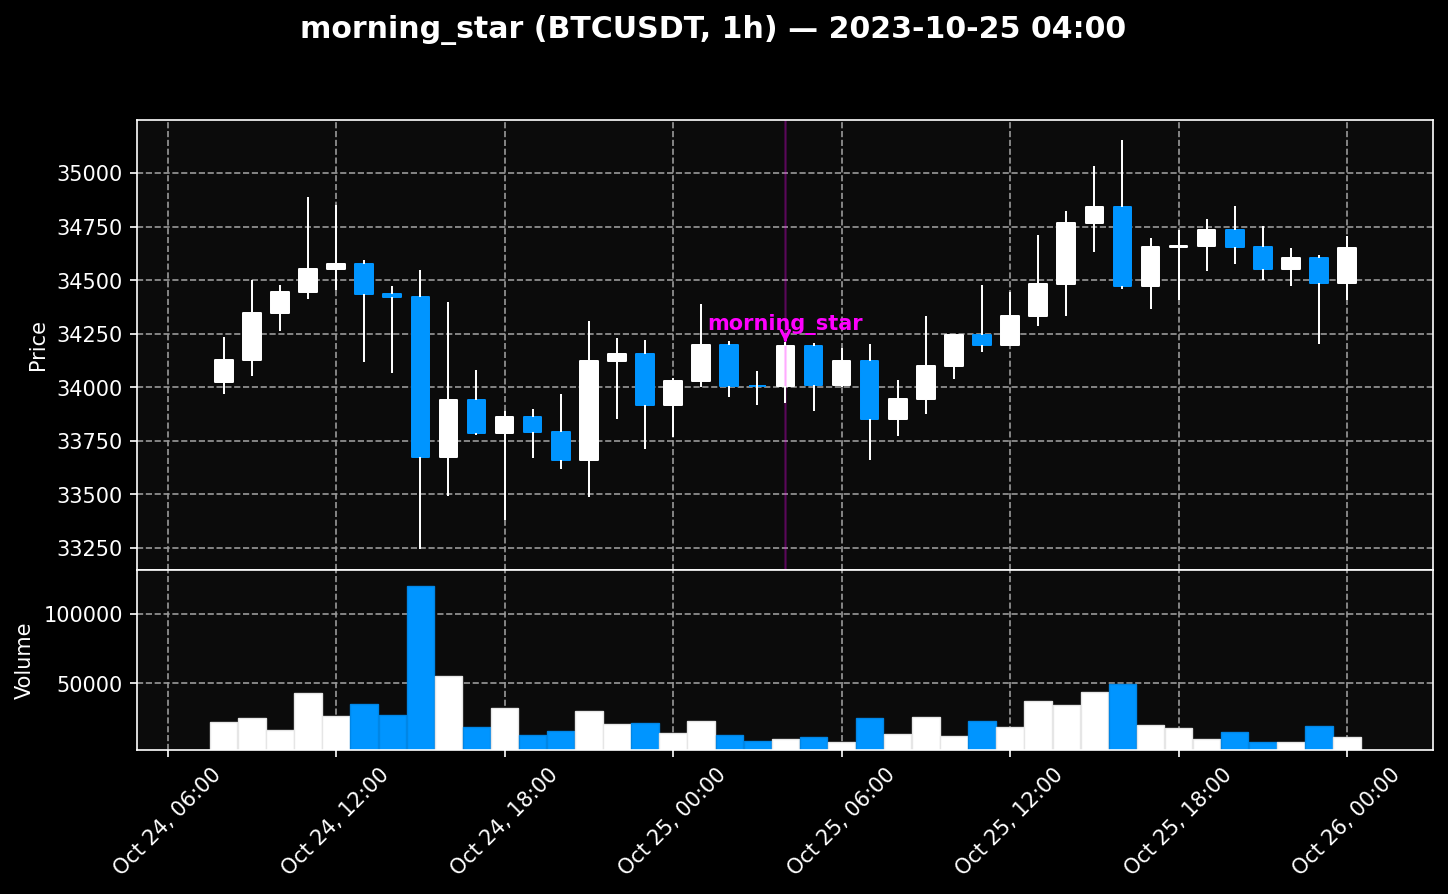 morning_star (BTCUSDT, 1h) — 2023-10-25 04:00
35000
34750
34500
34250
34000
33750
33500
33250
Price
morning_star
100000
50000
Volume
Oct 24, 06:00
Oct 24, 12:00
Oct 24, 18:00
Oct 25, 00:00
Oct 25, 06:00
Oct 25, 12:00
Oct 25, 18:00
Oct 26, 00:00